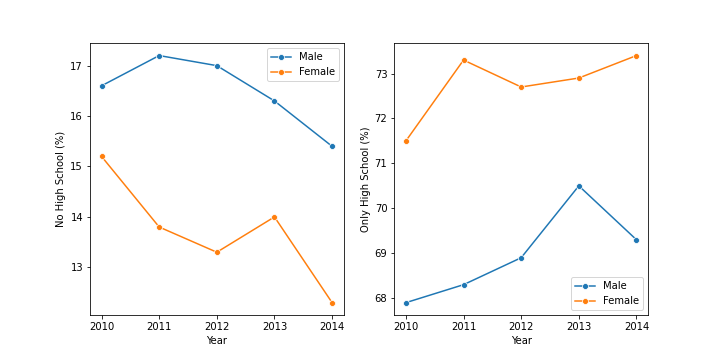 No High School (%)
17
16
15
14
13
Male
Female
2010 2011 2012 2013 2014
Year
Only High School (%)
73
72
71
70
69
68
Male
Female
2010 2011 2012 2013 2014
Year